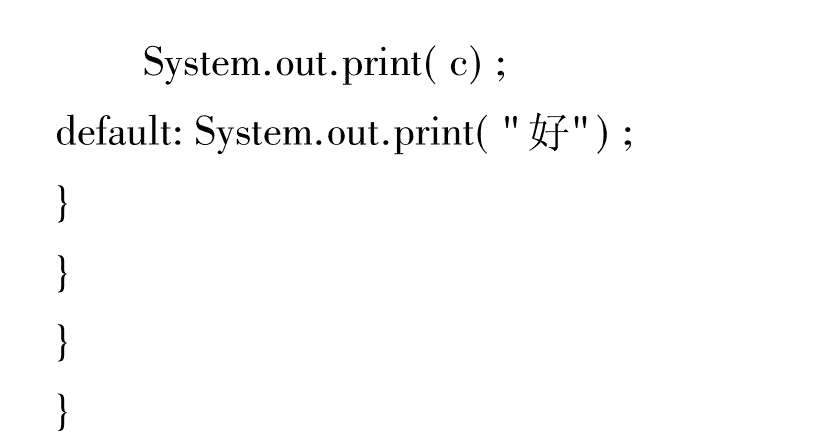 System.out.print( c) ;
default: System.out.print( "好") ;
}
}
}
}